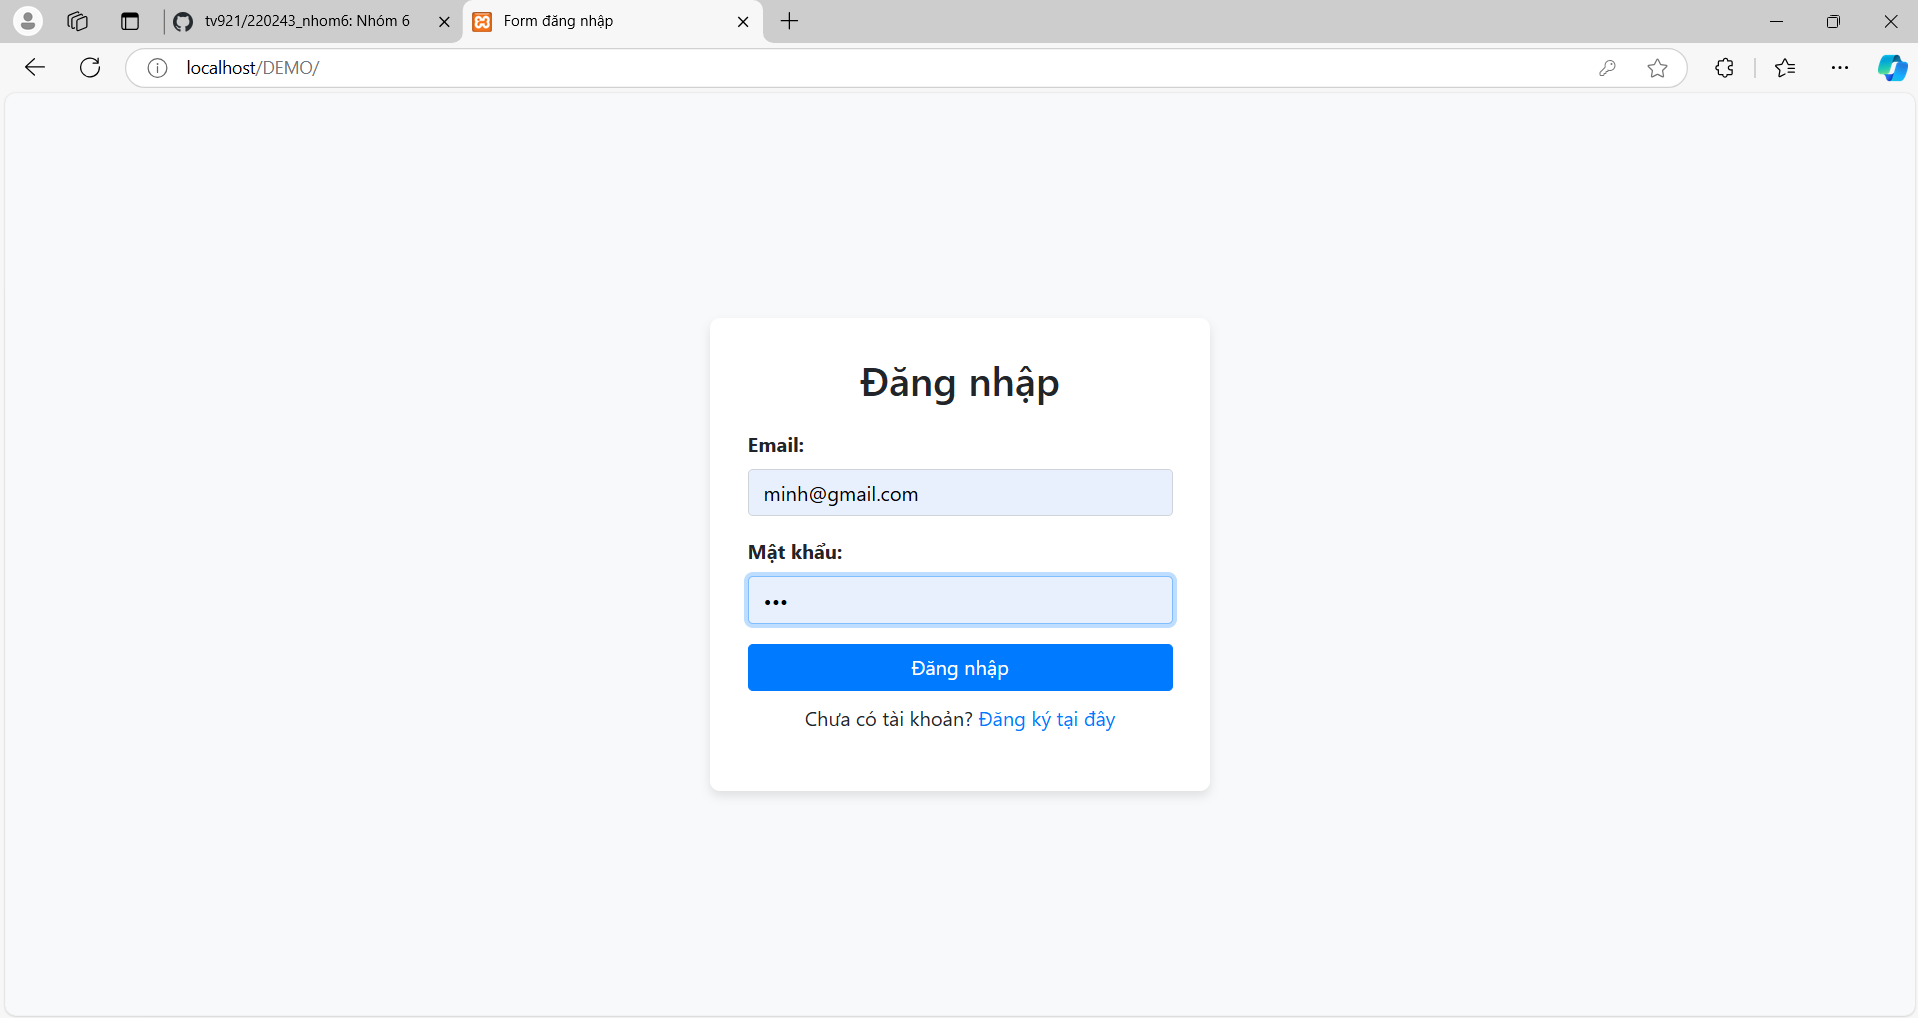 tv921/220243_nhom6: Nhóm 6
Form đăng nhập
localhost/DEMO/
Đăng nhập
Email:
minh@gmail.com
Mật khẩu:
•••
Đăng nhập
Chưa có tài khoản? Đăng ký tại đây